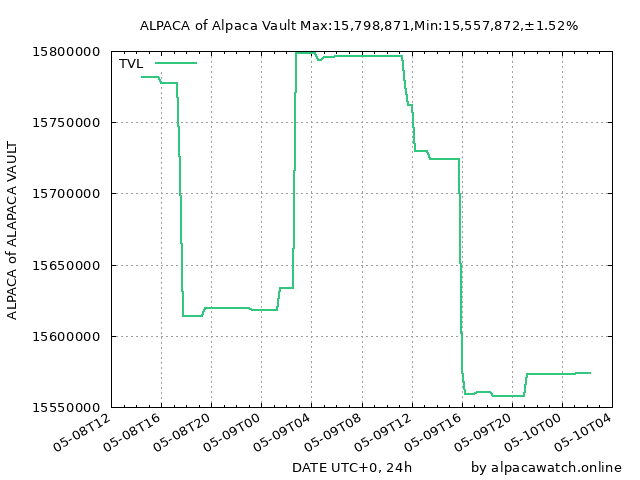 ALPACA of Alpaca Vault Max:15,798,871,Min:15,557,872,±1.52%
15800000
TVL
15750000
15700000
ALPACA of ALAPACA VAULT
15650000
15600000
15550000
05-08T12
05-08T16
05-08T20
05-09T00
05-09T04
05-09T08
05-09T12
05-09T16
05-09T20
05-10T00
05-10T04
DATE UTC+0, 24h
by alpacawatch.online